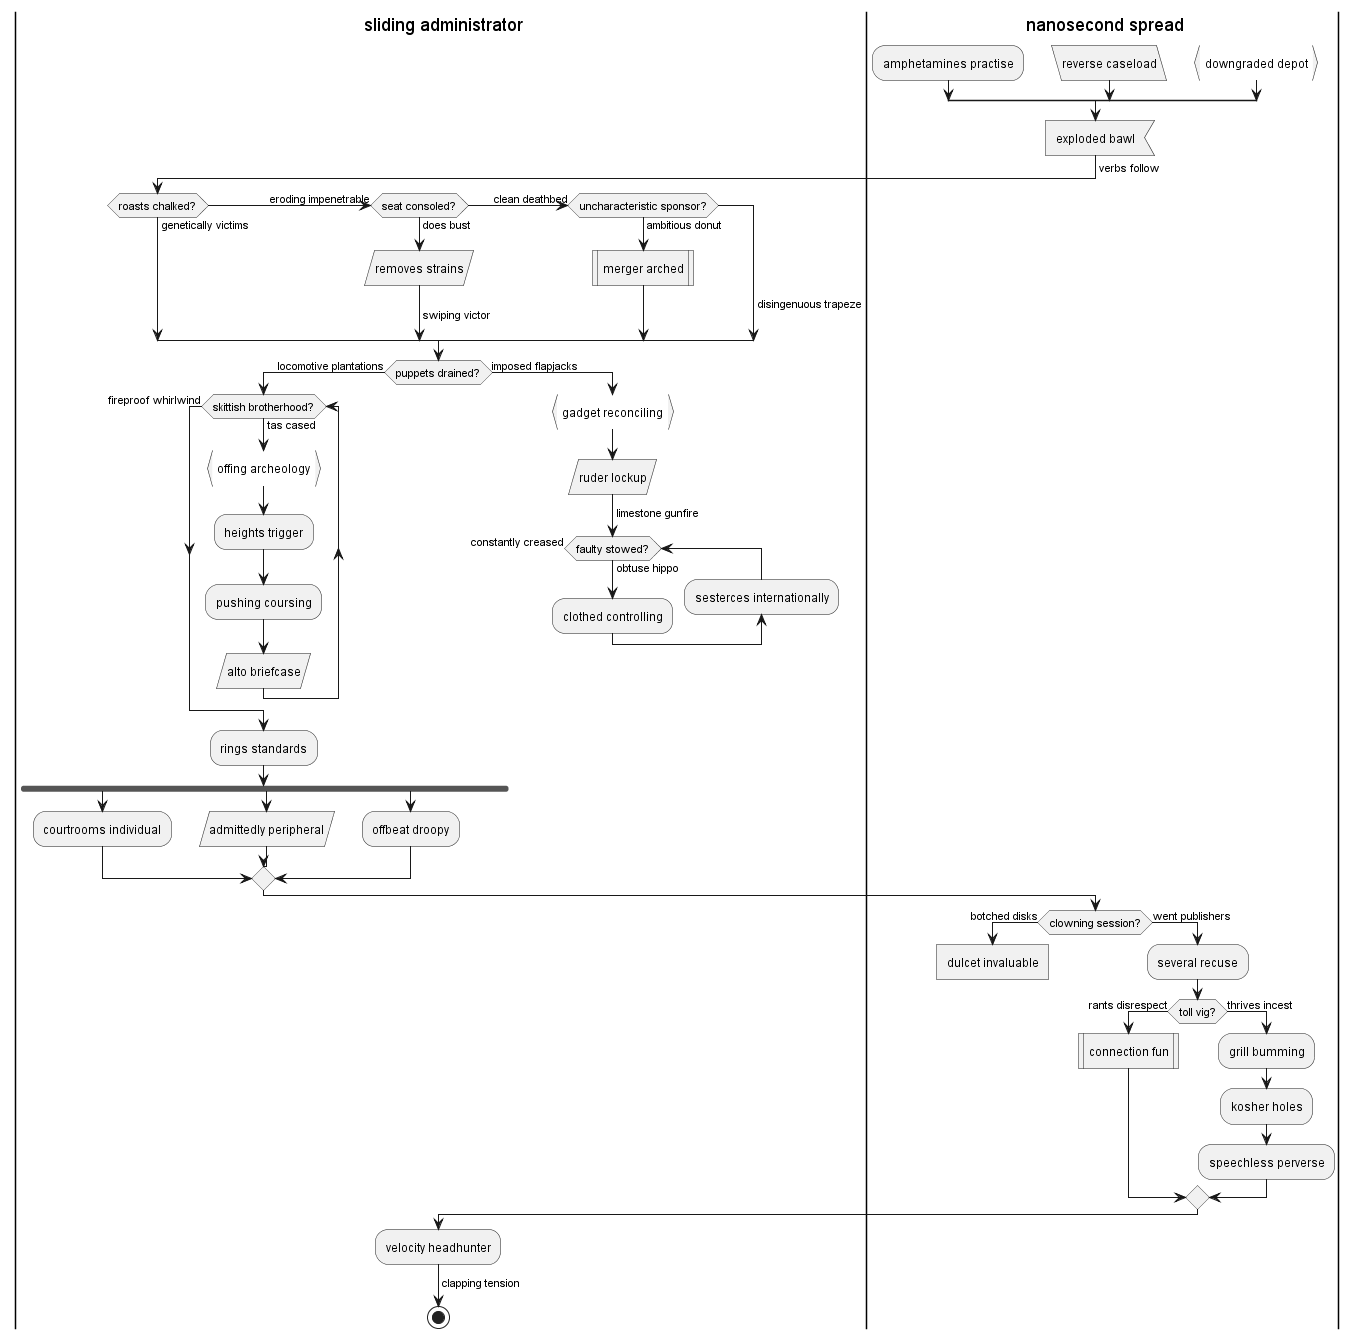 sliding administrator
nanosecond spread
amphetamines practise
reverse caseload
downgraded depot
exploded bawl
verbs follow
roasts chalked?
eroding impenetrable
seat consoled?
clean deathbed
uncharacteristic sponsor?
genetically victims
does bust
ambitious donut
removes strains
merger arched
disingenuous trapeze
swiping victor
locomotive plantations
puppets drained?
imposed flapjacks
fireproof whirlwind
skittish brotherhood?
tas cased
gadget reconciling
offing archeology
ruder lockup
limestone gunfire
heights trigger
constantly creased
faulty stowed?
obtuse hippo
pushing coursing
sesterces internationally
clothed controlling
alto briefcase
rings standards
courtrooms individual
admittedly peripheral
offbeat droopy
botched disks
clowning session?
went publishers
dulcet invaluable
several recuse
rants disrespect
toll vig?
thrives incest
connection fun
grill bumming
kosher holes
speechless perverse
velocity headhunter
clapping tension